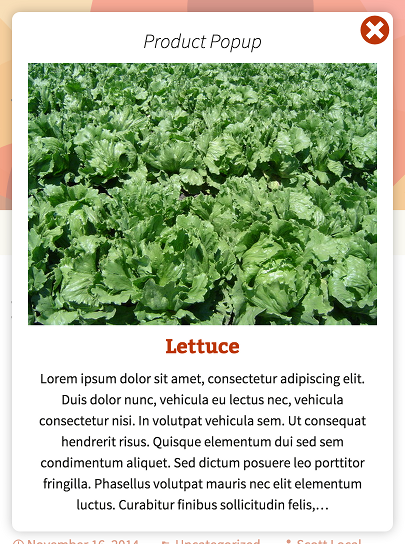 Product Popup
Lettuce
Lorem ipsum dolor sit amet, consectetur adipiscing elit.
Duis dolor nunc, vehicula eu lectus nec, vehicula
consectetur nisi. In volutpat vehicula sem. Ut consequat
hendrerit risus. Quisque elementum dui sed sem
condimentum aliquet. Sed dictum posuere leo porttitor
fringilla. Phasellus volutpat mauris nec elit elementum
luctus. Curabitur finibus sollicitudin felis,…
November 16, 2014 Uncategorized Scott Local